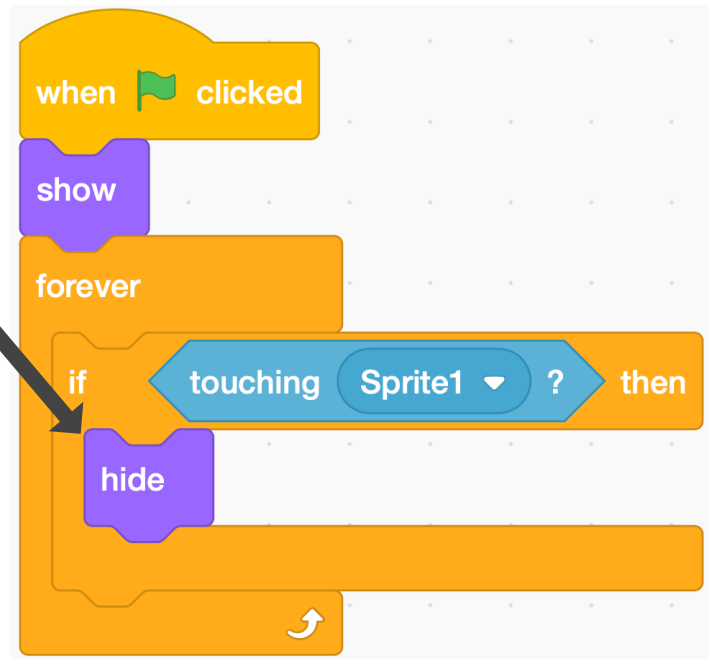 when clicked
show
forever
if touching Sprite1 ? then
hide